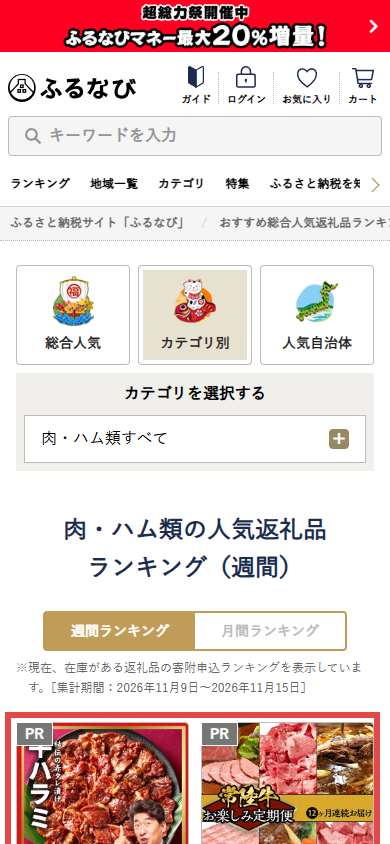 超総力祭開催中
ふるなびマネー最大20%増量!
ふるなび
ガイド
ログイン
お気に入り
カート
キーワードを入力
ランキング
地域一覧
カテゴリ
特集
ふるさと納税を知
ふるさと納税サイト「ふるなび」 / おすすめ総合人気返礼品ランキ
福
総合人気
カテゴリ別
人気自治体
カテゴリを選択する
肉・ハム類すべて
肉・ハム類の人気返礼品
ランキング（週間）
週間ランキング
月間ランキング
※現在、在庫がある返礼品の寄附申込ランキングを表示していま
す。［集計期間：2026年11月9日～2026年11月15日］
PR
秘伝の赤タレ漬け
牛ハラミ
PR
常陸牛
お楽しみ定期便
12ヶ月連続お届け